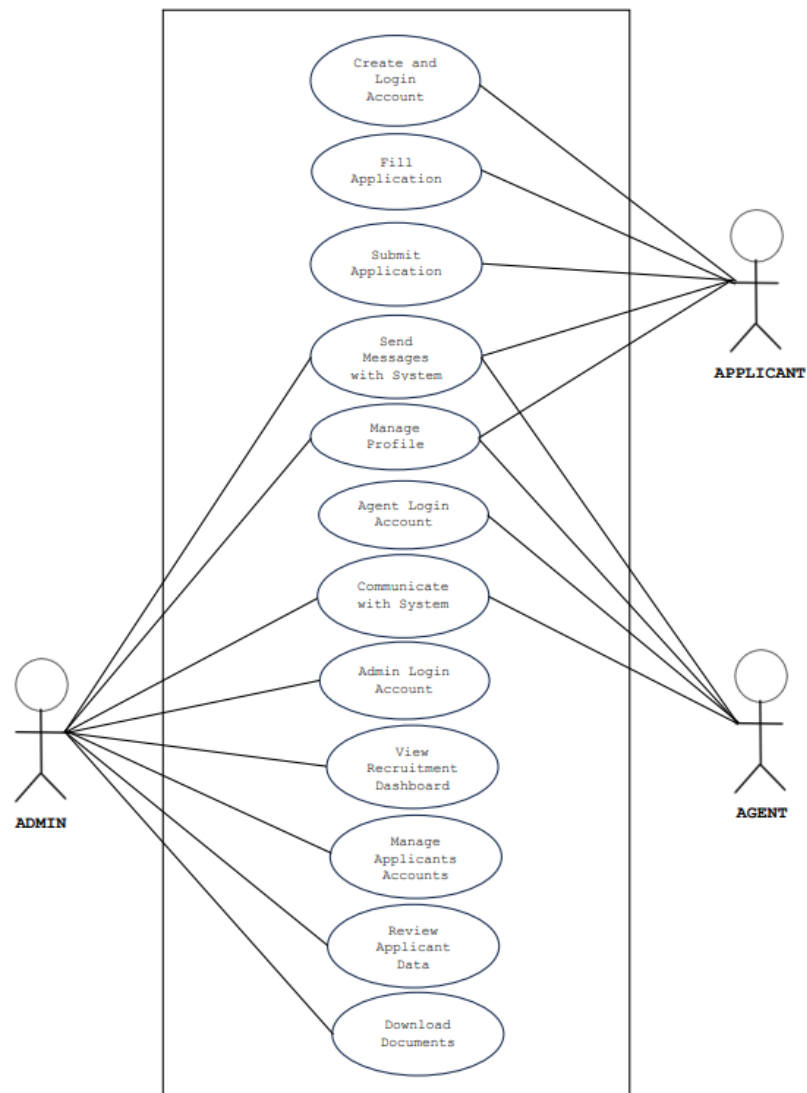 Create and
Login
Account
Fill
Application
Submit
Application
Send
Messages
with System
APPLICANT
Manage
Profile
Agent Login
Account
Communicate
with System
Admin Login
Account
View
Recruitment
Dashboard
ADMIN
AGENT
Manage
Applicants
Accounts
Review
Applicant
Data
Download
Documents